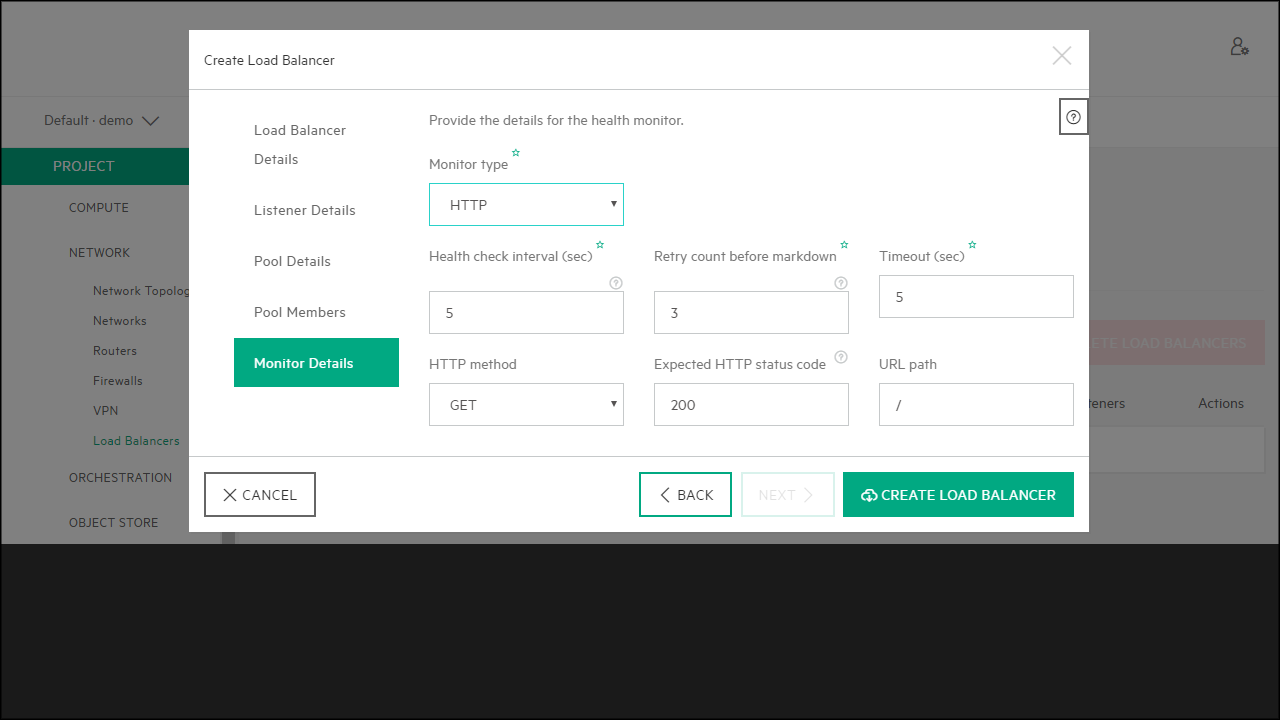 Create Load Balancer
Default · demo
PROJECT
COMPUTE
NETWORK
Network Topolog
Networks
Routers
Firewalls
VPN
Load Balancers
ORCHESTRATION
OBJECT STORE
Load Balancer
Details
Listener Details
Pool Details
Pool Members
Monitor Details
Provide the details for the health monitor.
Monitor type
HTTP
Health check interval (sec)
5
Retry count before markdown
3
Timeout (sec)
5
HTTP method
GET
Expected HTTP status code
200
URL path
/
CANCEL
BACK
NEXT
CREATE LOAD BALANCER
ETE LOAD BALANCERS
teners
Actions